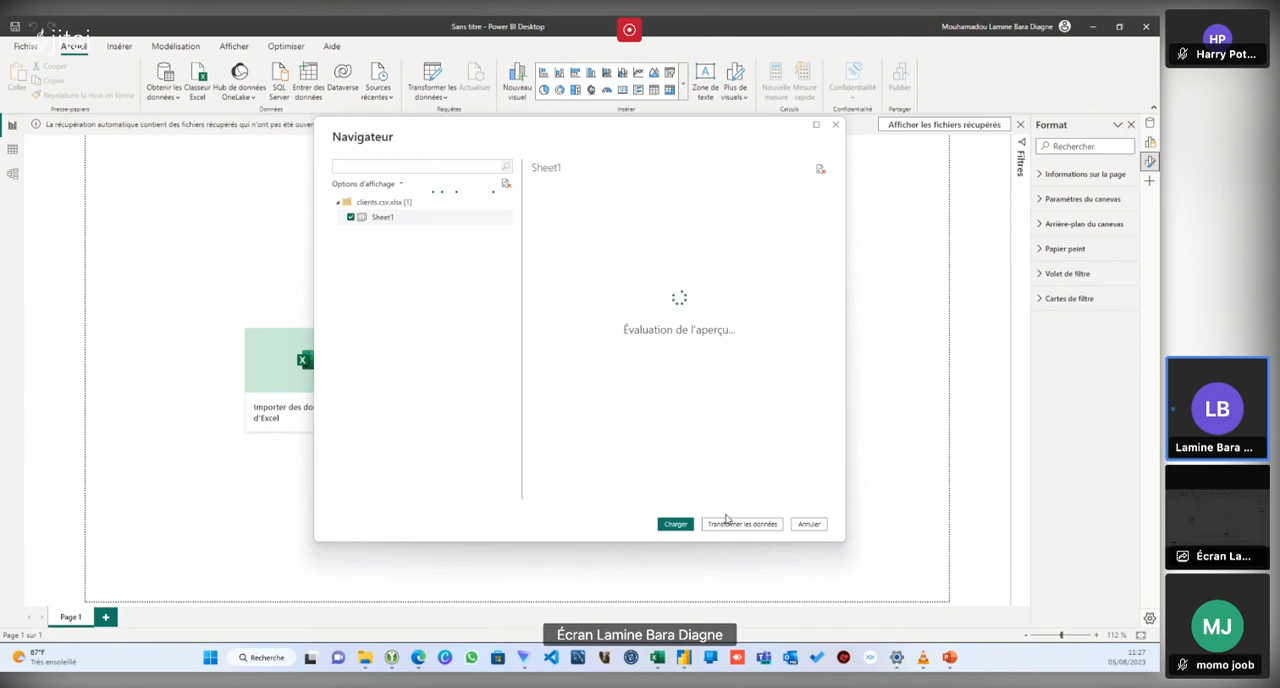 Sans titre - Power BI Desktop
Mouhamadou Lamine Bara Diagne
Fichier Accueil Insérer Modélisation Afficher Optimiser Aide
jitsi
Coller
Couper
Copier
Reproduire la mise en forme
Presse-papiers
Obtenir les données
Classeur Excel
Hub de données OneLake
SQL Server
Entrer des données
Dataverse
Sources récentes
Données
Transformer les données
Actualiser
Requêtes
Nouveau visuel
Zone de texte
Plus de visuels
Insérer
Nouvelle mesure
Mesure rapide
Calculs
Confidentialité
Confidentialité
Publier
Partager
La récupération automatique contient des fichiers récupérés qui n'ont pas été ouver
Afficher les fichiers récupérés
Navigateur
Options d'affichage
clients.csv.xlsx [1]
Sheet1
Sheet1
Évaluation de l'aperçu...
Charger
Transformer les données
Annuler
Importer des do
d'Excel
Filtres
Format
Rechercher
Informations sur la page
Paramètres du canevas
Arrière-plan du canevas
Papier peint
Volet de filtre
Cartes de filtre
Page 1
Page 1 sur 1
112 %
Écran Lamine Bara Diagne
87°F
Très ensoleillé
Recherche
11:27
05/08/2023
HP
Harry Pot...
LB
Lamine Bara ...
Écran La...
MJ
momo joob